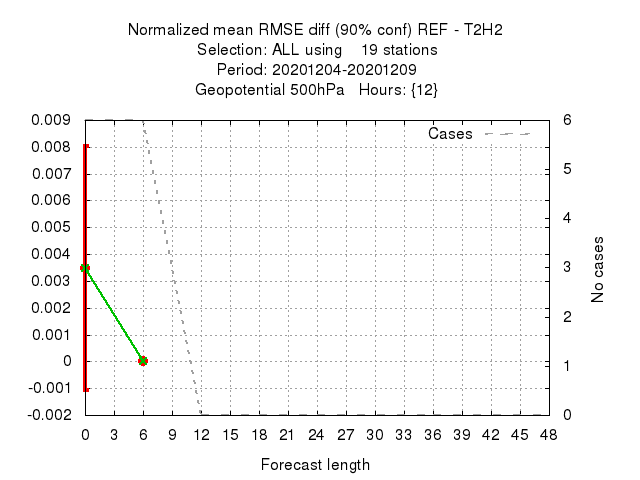 Normalized mean RMSE diff (90% conf) REF - T2H2
Selection: ALL using    19 stations
Period: 20201204-20201209
Geopotential 500hPa   Hours: {12}
Cases
0.009
0.008
0.007
0.006
0.005
0.004
0.003
0.002
0.001
0
-0.001
-0.002
6
5
4
3
2
1
0
No cases
0 3 6 9 12 15 18 21 24 27 30 33 36 39 42 45 48
Forecast length